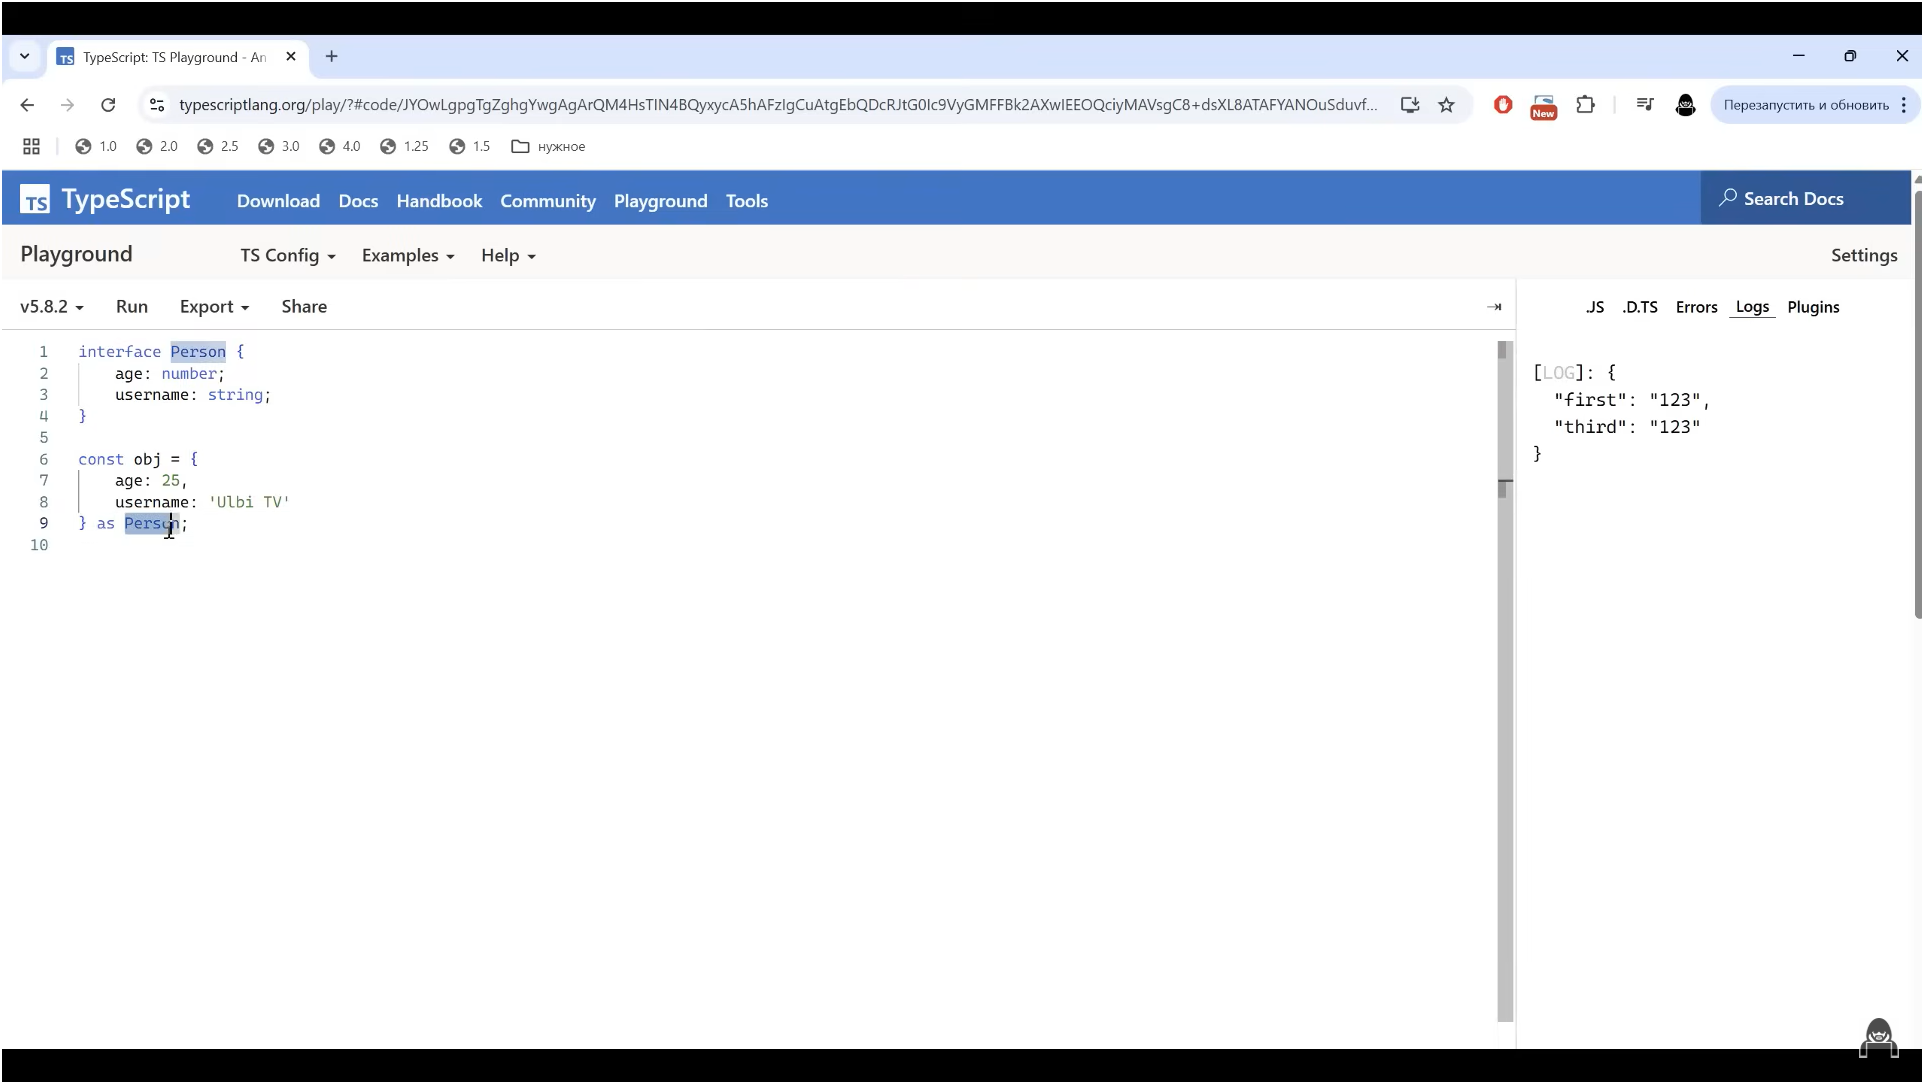 TypeScript: TS Playground - An
typescriptlang.org/play/?#code/JYOwLgpgTgZghgYwgAgArQM4HsTIN4BQyxycA5hAFzIgCuAtgEbQDcRJtG0Ic9VyGMFFBk2AXwIEEOQciyMAVsgC8+dsXL8ATAFYANOuSduvf...
New
Перезапустить и обновить
1.0 2.0 2.5 3.0 4.0 1.25 1.5 нужное
TS TypeScript Download Docs Handbook Community Playground Tools Search Docs
Playground TS Config Examples Help Settings
v5.8.2 Run Export Share
.JS .D.TS Errors Logs Plugins
1 interface Person {
2 age: number;
3 username: string;
4 }
5
6 const obj = {
7 age: 25,
8 username: 'Ulbi TV'
9 } as Person;
10
[LOG]: {
"first": "123",
"third": "123"
}